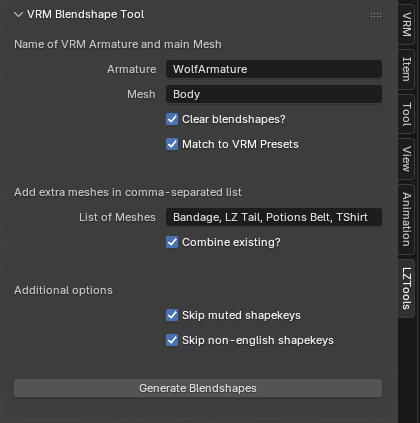 VRM Blendshape Tool
Name of VRM Armature and main Mesh
Armature WolfArmature
Mesh Body
Clear blendshapes?
Match to VRM Presets
Add extra meshes in comma-separated list
List of Meshes Bandage, LZ Tail, Potions Belt, TShirt
Combine existing?
Additional options
Skip muted shapekeys
Skip non-english shapekeys
Generate Blendshapes
VRM
Item
Tool
View
Animation
LZTools